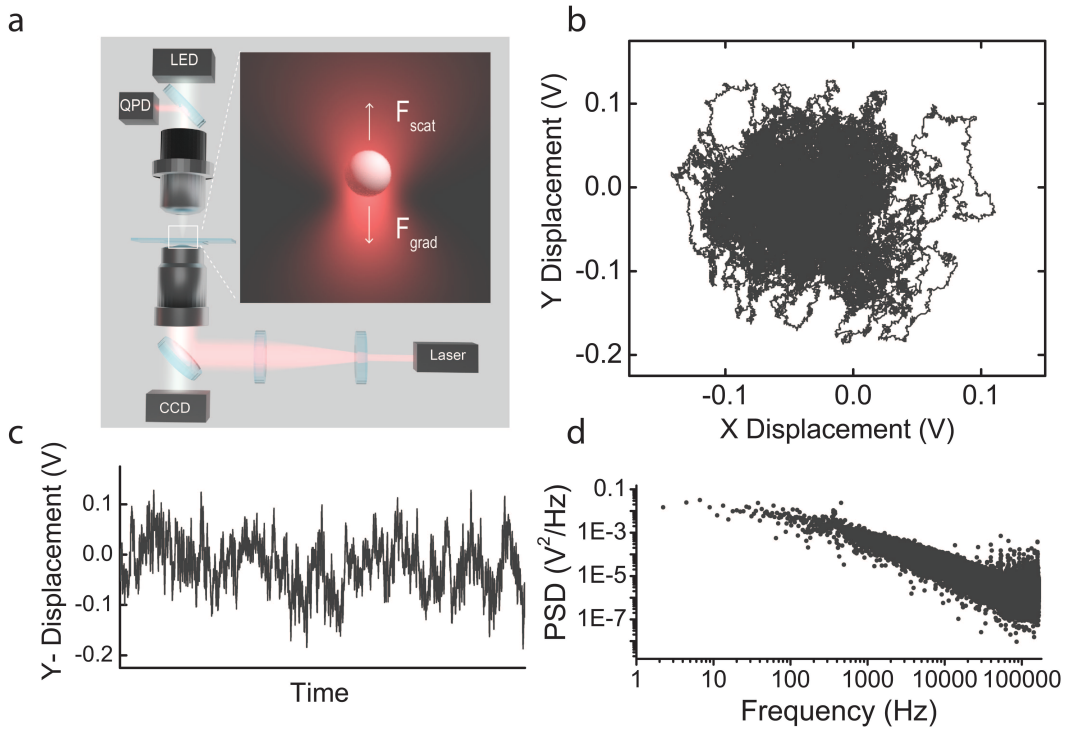 a
LED
QPD
F scat
F grad
Laser
CCD
b
Y Displacement (V)
0.1
0.0
-0.1
-0.2
-0.1
0.0
0.1
X Displacement (V)
c
Y- Displacement (V)
0.1
0.0
-0.1
-0.2
Time
d
PSD (V²/Hz)
0.1
1E-3
1E-5
1E-7
1
10
100
1000
10000
100000
Frequency (Hz)